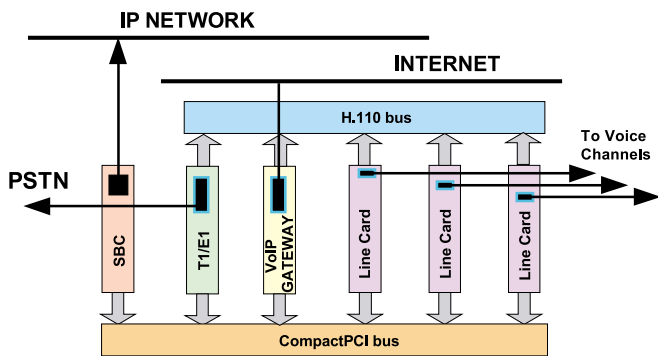 IP NETWORK
INTERNET
H.110 bus
To Voice
Channels
PSTN
SBC
T1/E1
VoIP
GATEWAY
Line Card
Line Card
Line Card
CompactPCI bus